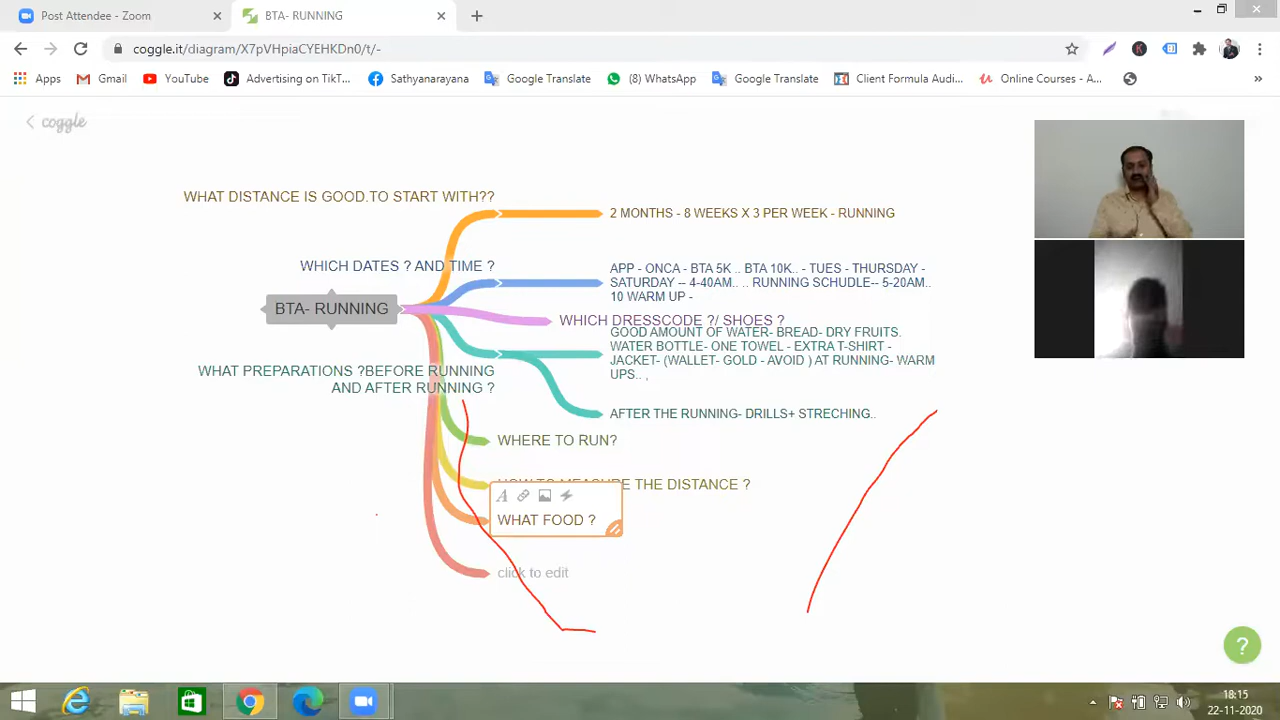 Post Attendee - Zoom
BTA- RUNNING
coggle.it/diagram/X7pVHpiaCYEHKDn0/t/-
Apps
Gmail
YouTube
Advertising on TikT...
Sathyanarayana
Google Translate
(8) WhatsApp
Google Translate
Client Formula Audi...
Online Courses - A...
»
coggle
WHAT DISTANCE IS GOOD.TO START WITH??
2 MONTHS - 8 WEEKS X 3 PER WEEK - RUNNING
WHICH DATES ? AND TIME ?
APP - ONCA - BTA 5K .. BTA 10K.. - TUES - THURSDAY -
SATURDAY -- 4-40AM.. .. RUNNING SCHUDLE-- 5-20AM..
10 WARM UP -
BTA- RUNNING
WHICH DRESSCODE ?/ SHOES ?
GOOD AMOUNT OF WATER- BREAD- DRY FRUITS.
WATER BOTTLE- ONE TOWEL - EXTRA T-SHIRT -
JACKET- (WALLET- GOLD - AVOID ) AT RUNNING- WARM
UPS.. ,
WHAT PREPARATIONS ?BEFORE RUNNING
AND AFTER RUNNING ?
AFTER THE RUNNING- DRILLS+ STRECHING..
WHERE TO RUN?
HOW TO MEASURE THE DISTANCE ?
WHAT FOOD ?
click to edit
?
18:15
22-11-2020